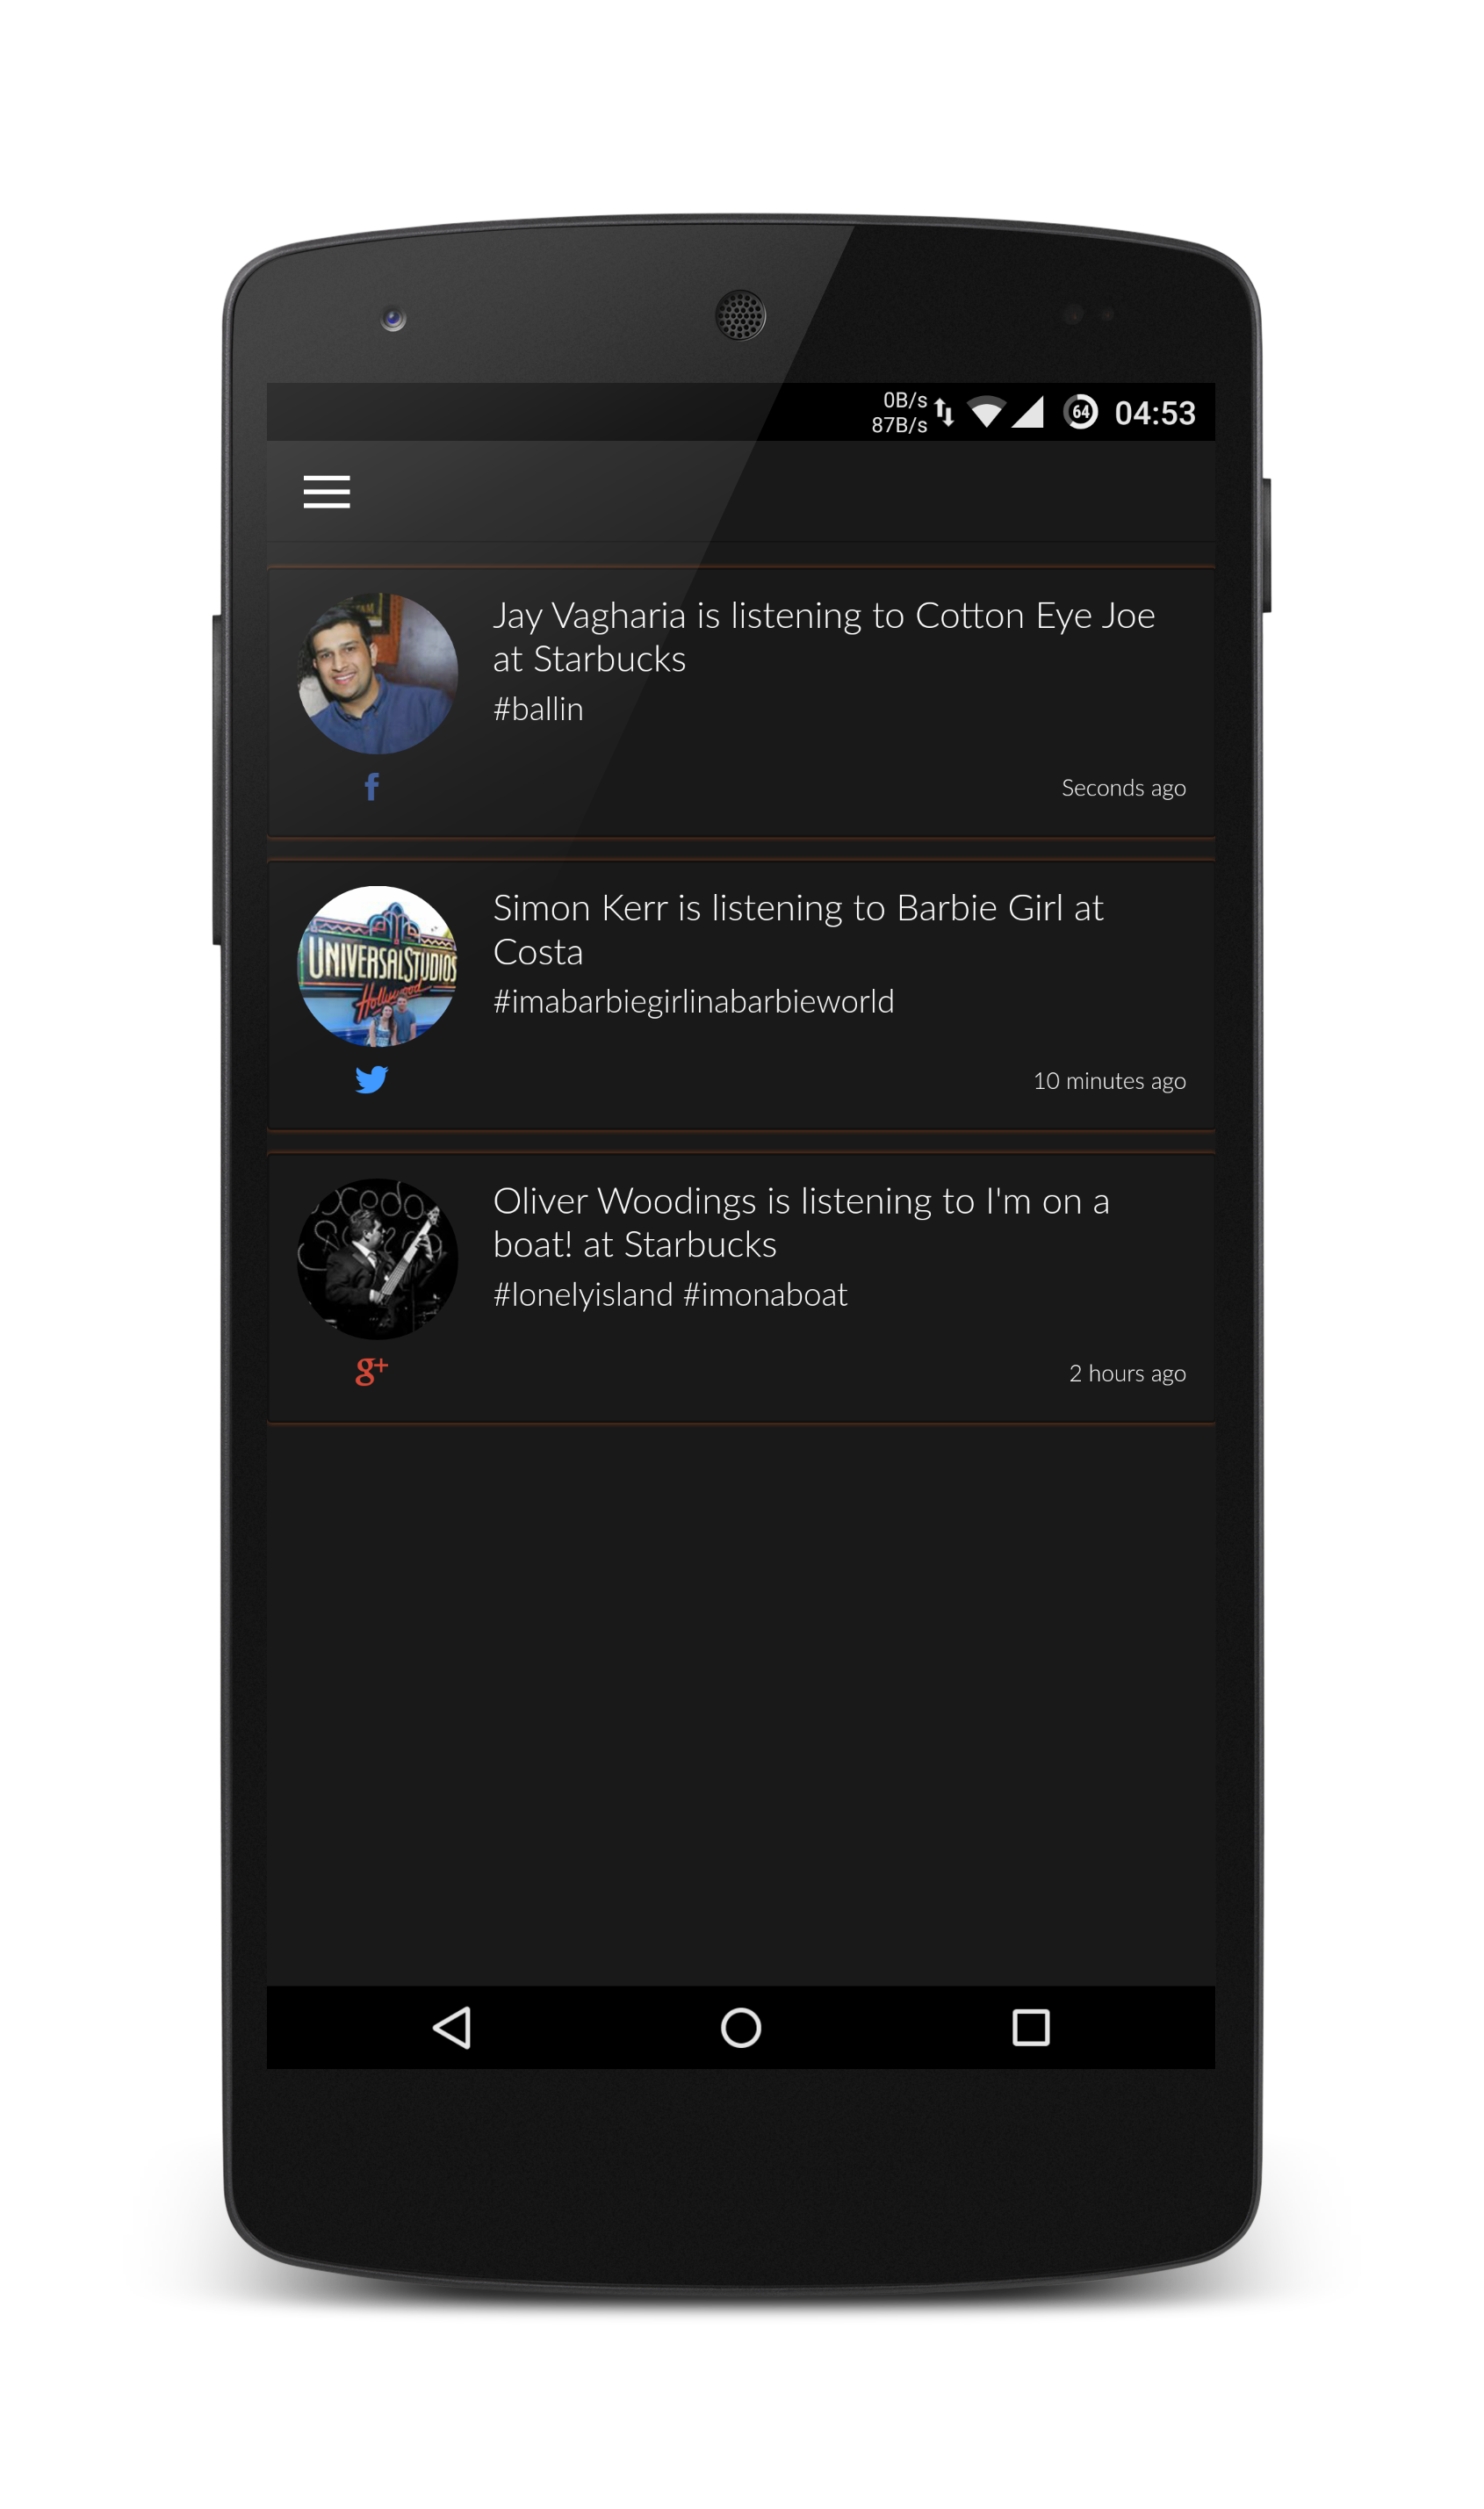 0B/s
87B/s
64
04:53
Jay Vagharia is listening to Cotton Eye Joe
at Starbucks
#ballin
f
Seconds ago
UNIVERSAL STUDIOS
Hollywood
Simon Kerr is listening to Barbie Girl at
Costa
#imabarbiegirlinabarbieworld
10 minutes ago
Oliver Woodings is listening to I'm on a
boat! at Starbucks
#lonelyisland #imonaboat
g+
2 hours ago